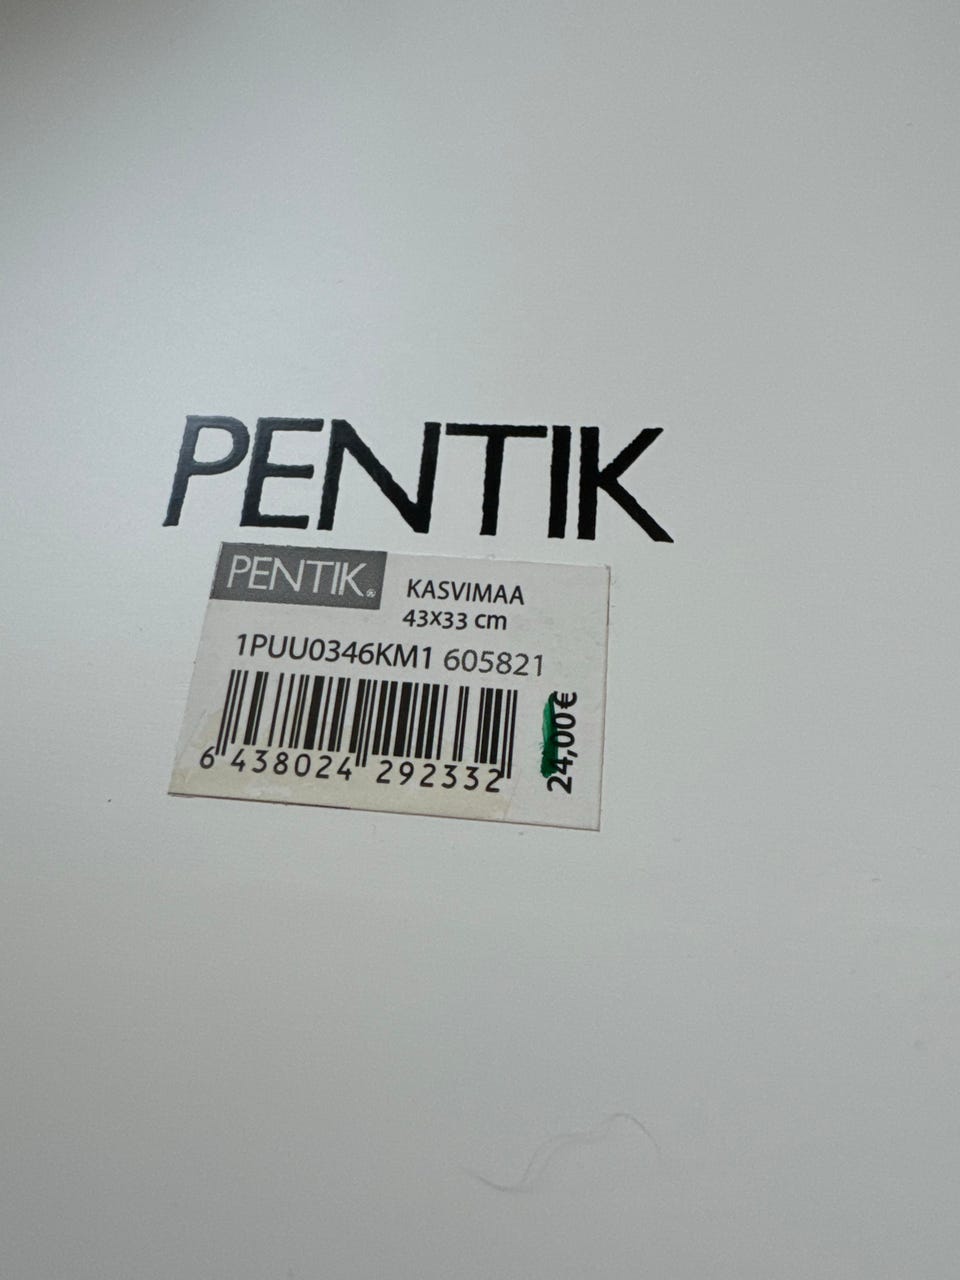 PENTIK
PENTIK®
KASVIMAA
43X33 cm
1PUU0346KM1 605821
6 438024 292332
24,00€